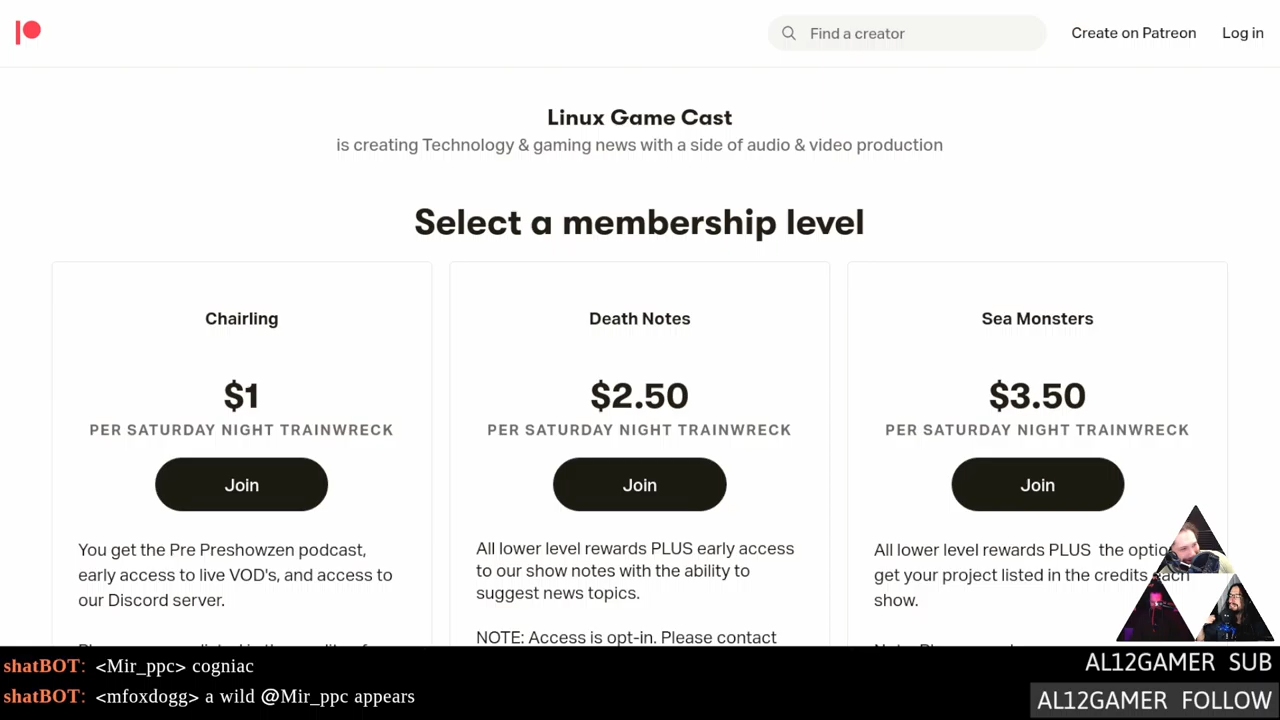 Find a creator
Create on Patreon
Log in
Linux Game Cast
is creating Technology & gaming news with a side of audio & video production
Select a membership level
Chairling
$1
PER SATURDAY NIGHT TRAINWRECK
Join
You get the Pre Preshowzen podcast,
early access to live VOD's, and access to
our Discord server.
Death Notes
$2.50
PER SATURDAY NIGHT TRAINWRECK
Join
All lower level rewards PLUS early access
to our show notes with the ability to
suggest news topics.
NOTE: Access is opt-in. Please contact
Sea Monsters
$3.50
PER SATURDAY NIGHT TRAINWRECK
Join
All lower level rewards PLUS the
get your project listed in the credits each
show.
shatBOT: <Mir_ppc> cogniac
shatBOT: <mfoxdogg> a wild @Mir_ppc appears
AL12GAMER SUB
AL12GAMER FOLLOW